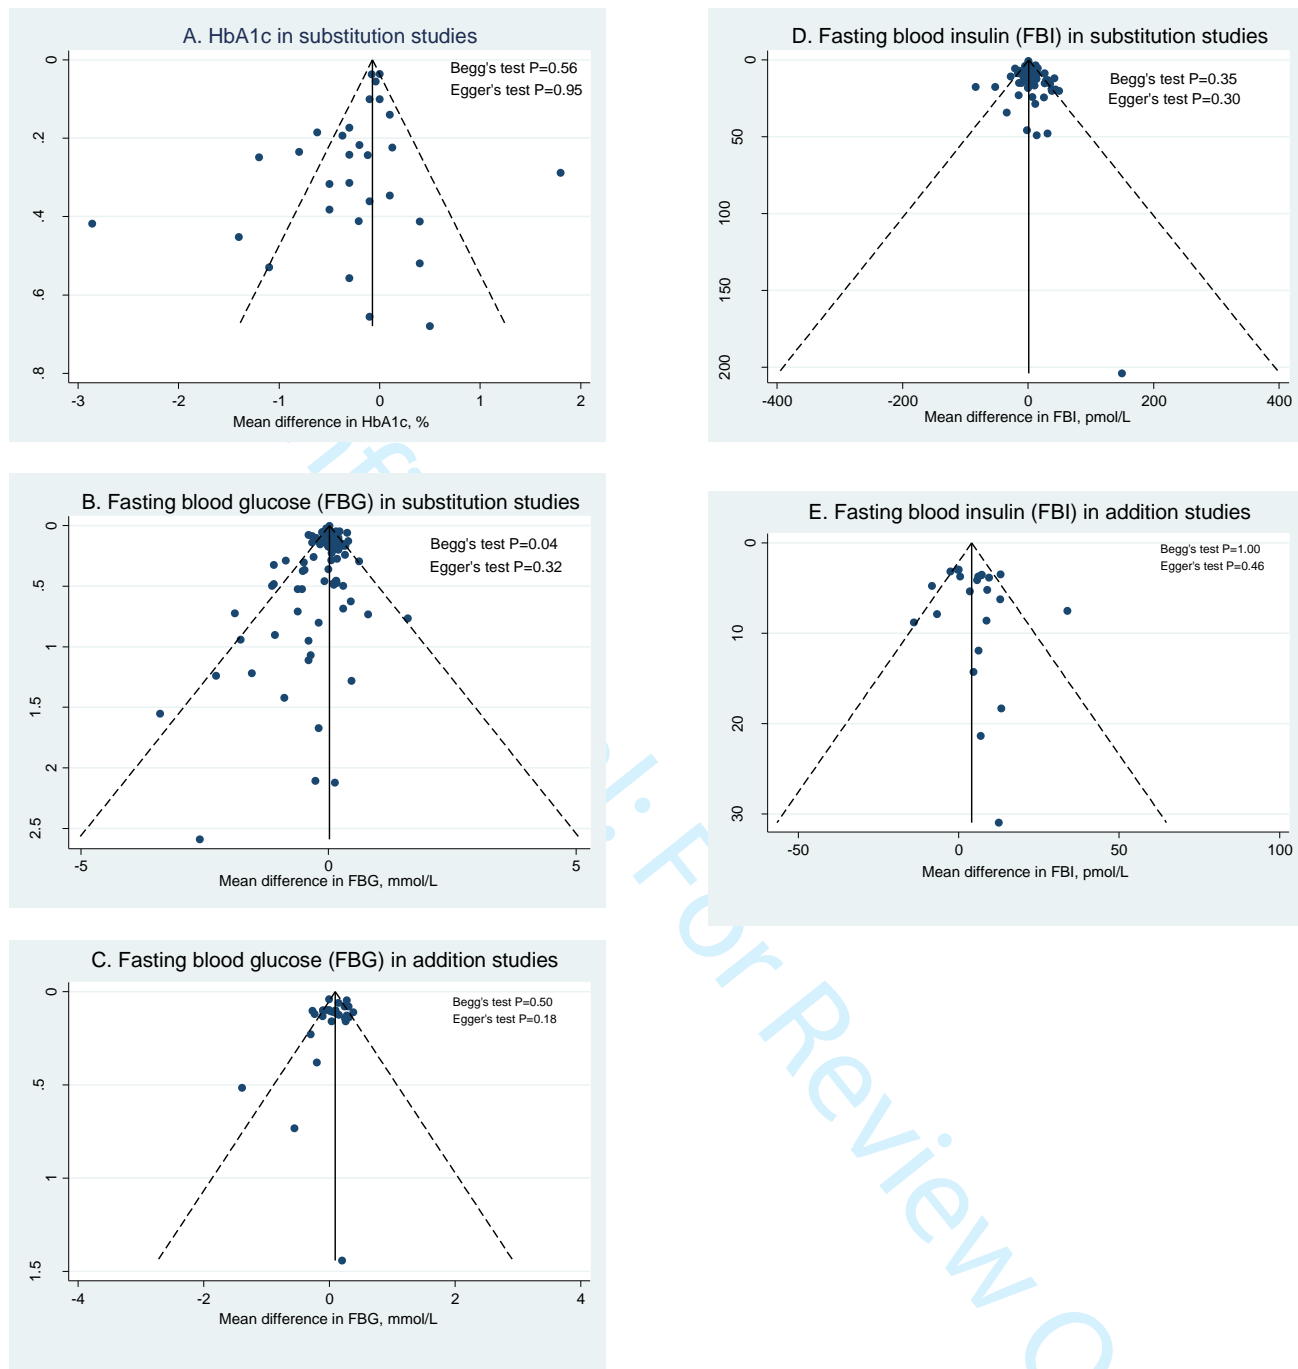 A. HbA1c in substitution studies
Begg's test P=0.56
Egger's test P=0.95
0
.2
.4
.6
.8
-3 -2 -1 0 1 2
Mean difference in HbA1c, %
B. Fasting blood glucose (FBG) in substitution studies
Begg's test P=0.04
Egger's test P=0.32
0
.5
1
1.5
2
2.5
-5 0 5
Mean difference in FBG, mmol/L
C. Fasting blood glucose (FBG) in addition studies
Begg's test P=0.50
Egger's test P=0.18
0
.5
1
1.5
-4 -2 0 2 4
Mean difference in FBG, mmol/L
D. Fasting blood insulin (FBI) in substitution studies
Begg's test P=0.35
Egger's test P=0.30
0
50
100
150
200
-400 -200 0 200 400
Mean difference in FBI, pmol/L
E. Fasting blood insulin (FBI) in addition studies
Begg's test P=1.00
Egger's test P=0.46
0
10
20
30
-50 0 50 100
Mean difference in FBI, pmol/L
For Review